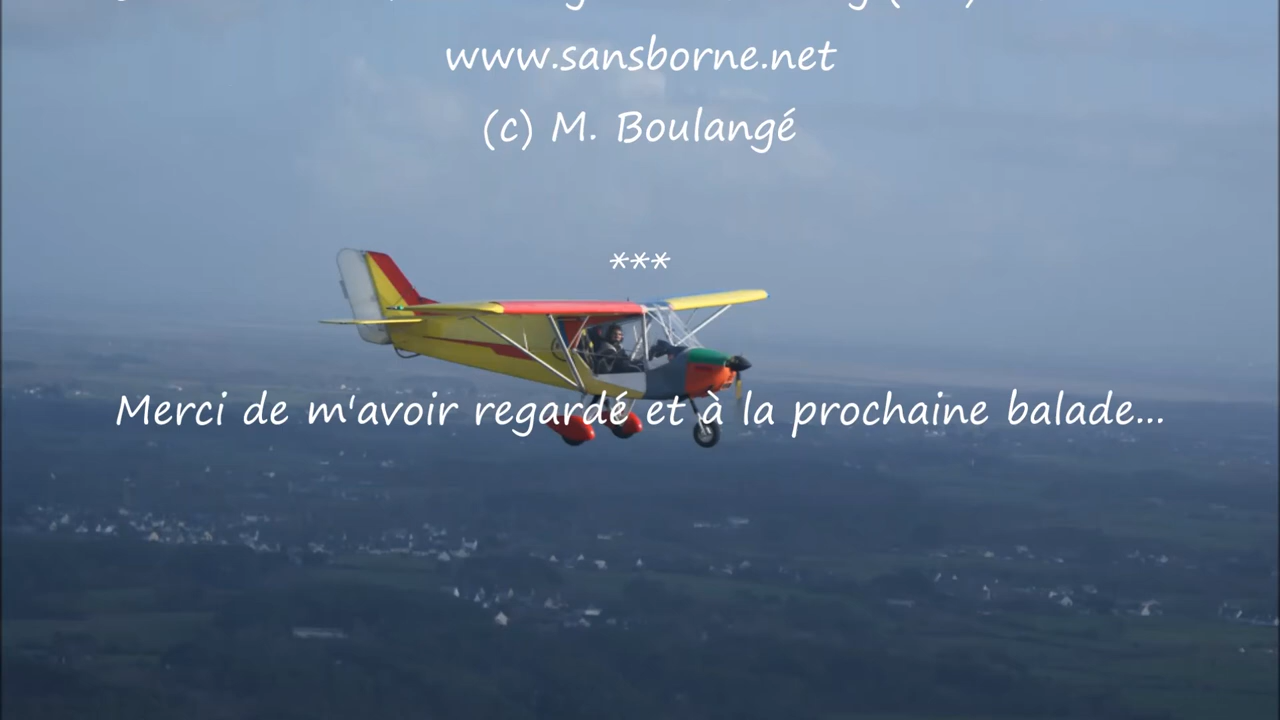 www.sansborne.net
(c) M. Boulangé
***
Merci de m'avoir regardé et à la prochaine balade...